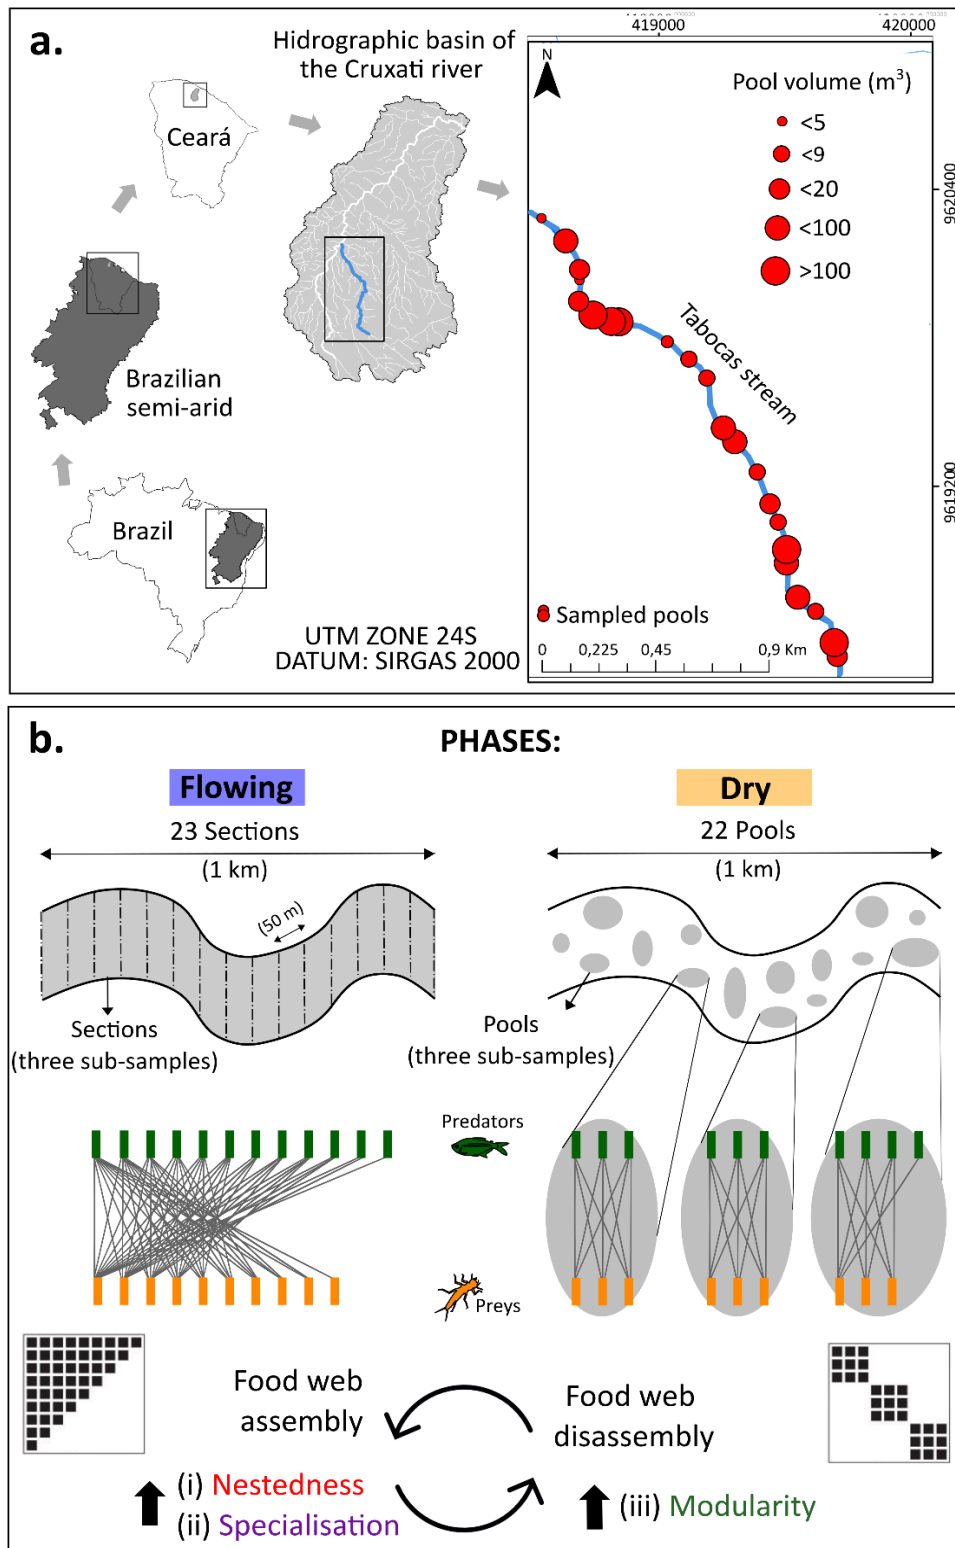 a.
Hidrographic basin of
the Cruxati river
Ceará
Brazilian
semi-arid
Brazil
UTM ZONE 24S
DATUM: SIRGAS 2000
419000
420000
N
Pool volume (m³)
<5
<9
<20
<100
>100
9620400
Tabocas stream
9619200
Sampled pools
0 0,225 0,45 0,9 Km
b.
PHASES:
Flowing
Dry
23 Sections
(1 km)
22 Pools
(1 km)
(50 m)
Sections
(three sub-samples)
Pools
(three sub-samples)
Predators
Preys
Food web
assembly
Food web
disassembly
(i) Nestedness
(ii) Specialisation
(iii) Modularity